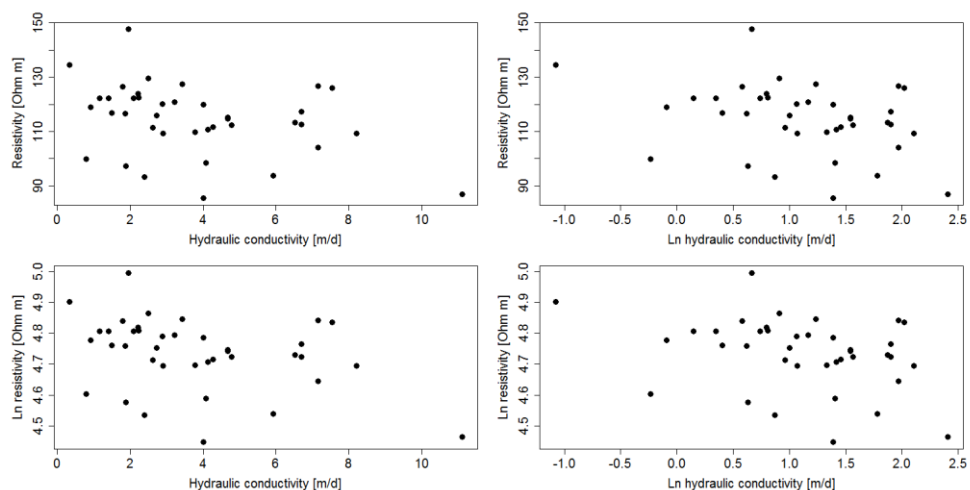 Resistivity [Ohm m]
150
130
110
90
0 2 4 6 8 10
Hydraulic conductivity [m/d]
Resistivity [Ohm m]
150
130
110
90
-1.0 -0.5 0.0 0.5 1.0 1.5 2.0 2.5
Ln hydraulic conductivity [m/d]
Ln resistivity [Ohm m]
5.0
4.9
4.8
4.7
4.6
4.5
0 2 4 6 8 10
Hydraulic conductivity [m/d]
Ln resistivity [Ohm m]
5.0
4.9
4.8
4.7
4.6
4.5
-1.0 -0.5 0.0 0.5 1.0 1.5 2.0 2.5
Ln hydraulic conductivity [m/d]